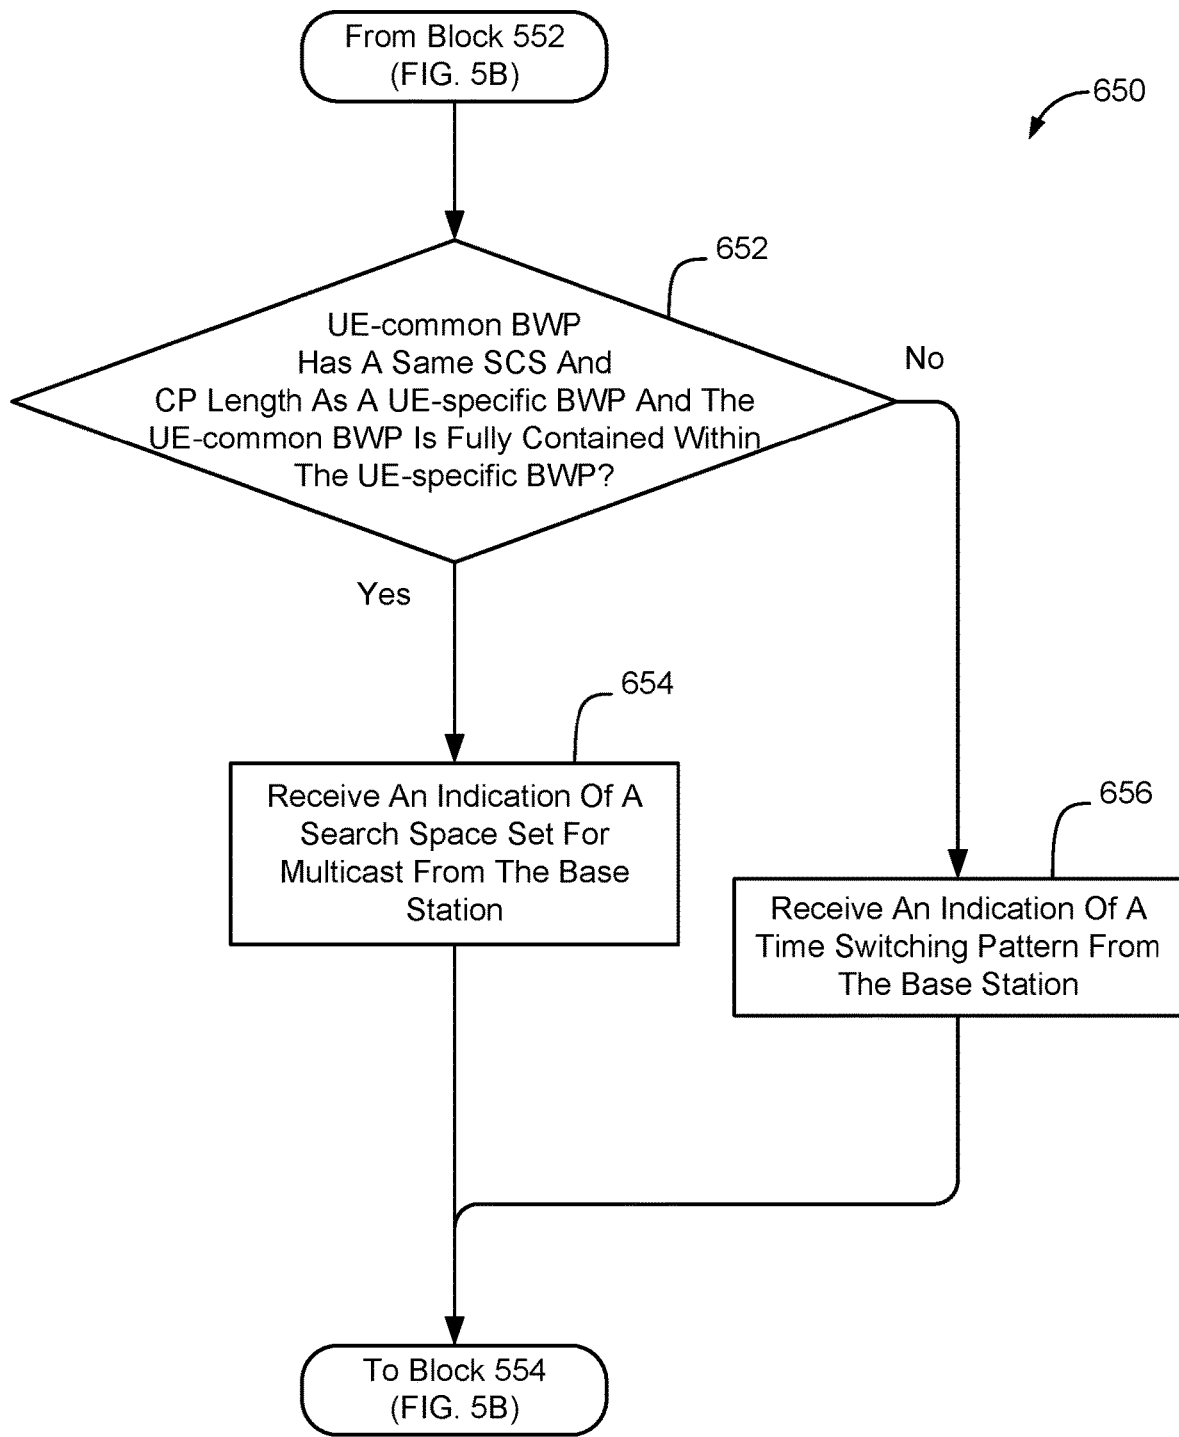 From Block 552
(FIG. 5B)
650
652
UE-common BWP
Has A Same SCS And
CP Length As A UE-specific BWP And The
UE-common BWP Is Fully Contained Within
The UE-specific BWP?
No
Yes
654
Receive An Indication Of A
Search Space Set For
Multicast From The Base
Station
656
Receive An Indication Of A
Time Switching Pattern From
The Base Station
To Block 554
(FIG. 5B)